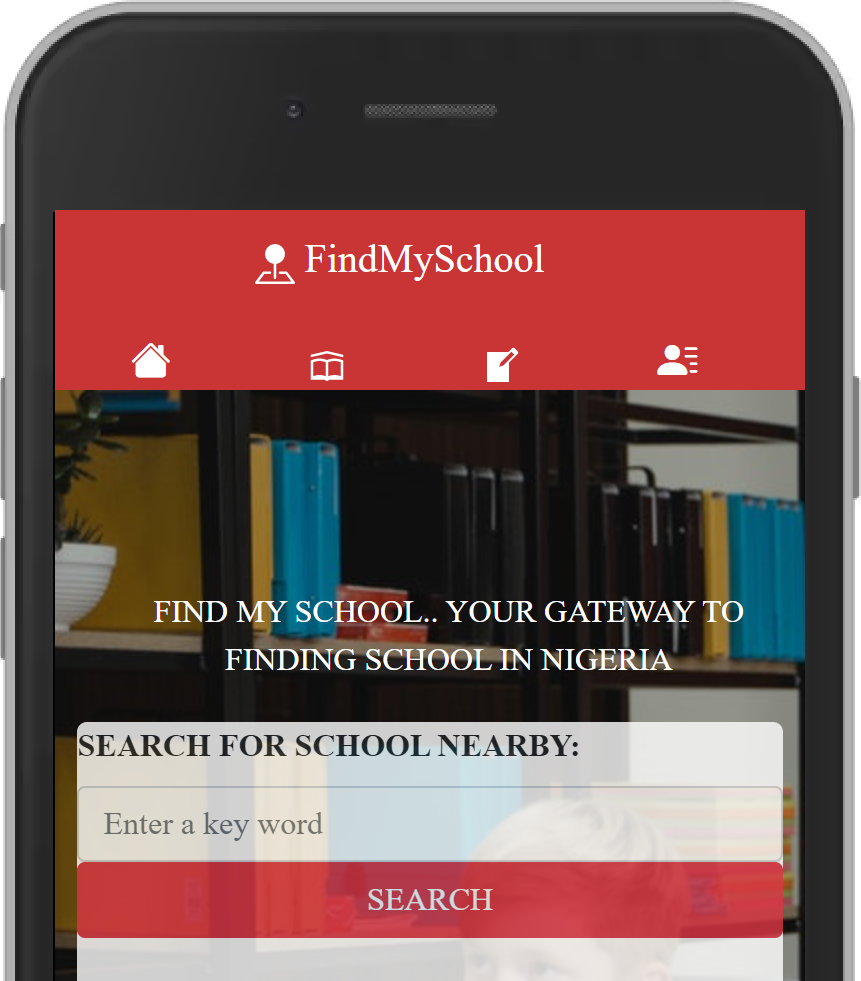 FindMySchool
FIND MY SCHOOL.. YOUR GATEWAY TO
FINDING SCHOOL IN NIGERIA
SEARCH FOR SCHOOL NEARBY:
Enter a key word
SEARCH